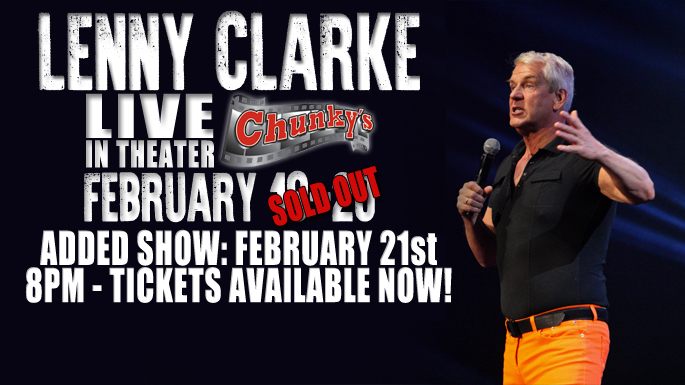 LENNY CLARKE
LIVE
IN THEATER
Chunky's
FEBRUARY
SOLD OUT
ADDED SHOW: FEBRUARY 21st
8PM - TICKETS AVAILABLE NOW!